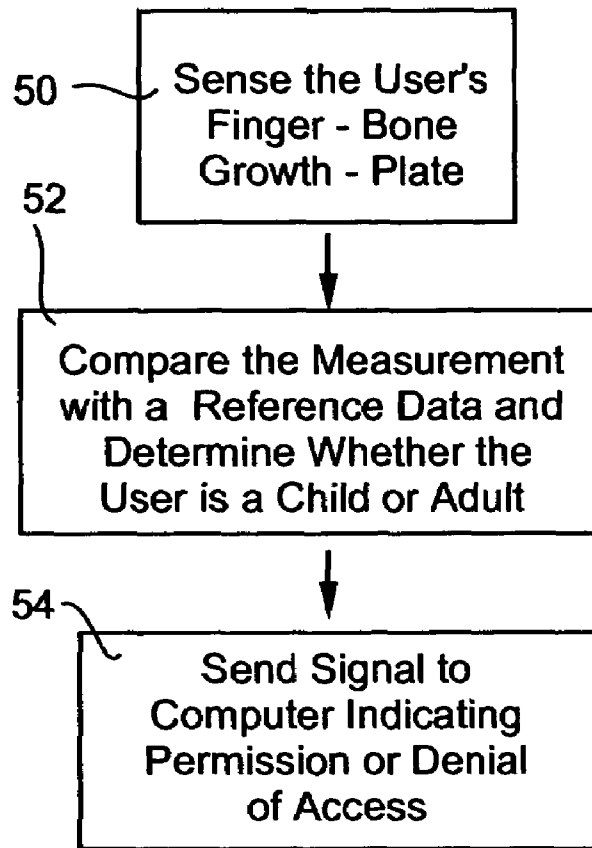 50
Sense the User's
Finger - Bone
Growth - Plate
52
Compare the Measurement
with a Reference Data and
Determine Whether the
User is a Child or Adult
54
Send Signal to
Computer Indicating
Permission or Denial
of Access